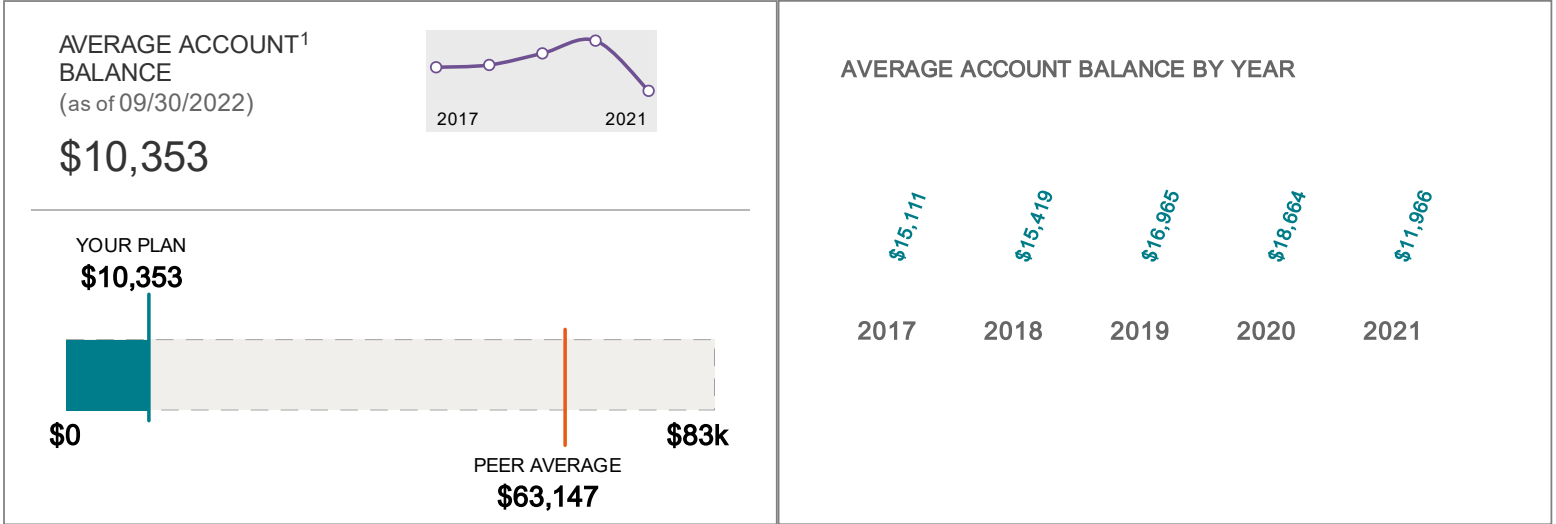 AVERAGE ACCOUNT¹
BALANCE
(as of 09/30/2022)
$10,353
2017 2021
YOUR PLAN
$10,353
$0 $83k
PEER AVERAGE
$63,147
AVERAGE ACCOUNT BALANCE BY YEAR
$15,111 $15,419 $16,965 $18,664 $11,966
2017 2018 2019 2020 2021